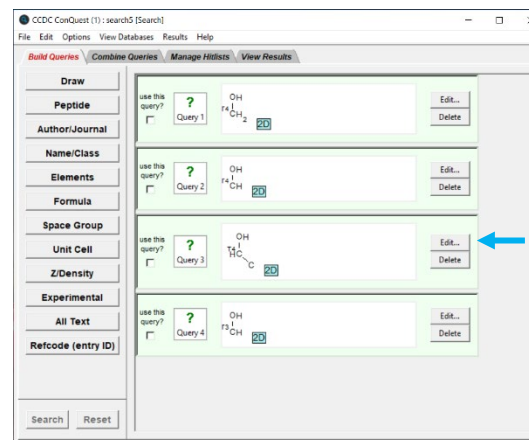 CCDC ConQuest (1) : search5 [Search]
File Edit Options View Databases Results Help
Build Queries Combine Queries Manage Hitlists View Results
Draw
Peptide
Author/Journal
Name/Class
Elements
Formula
Space Group
Unit Cell
Z/Density
Experimental
All Text
Refcode (entry ID)
Search Reset
use this
query?
?
Query 1
OH
T4
CH2
2D
Edit...
Delete
use this
query?
?
Query 2
OH
T4
CH
2D
Edit...
Delete
use this
query?
?
Query 3
OH
T4
HC
C
2D
Edit...
Delete
use this
query?
?
Query 4
OH
T3
CH
2D
Edit...
Delete